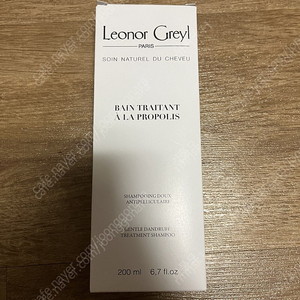 Leonor Greyl
PARIS
SOIN NATUREL DU CHEVEU
BAIN TRAITANT
À LA PROPOLIS
SHAMPOOING DOUX
ANTIPELLICULAIRE
GENTLE DANDRUFF
TREATMENT SHAMPOO
200 ml 6,7 fl.oz